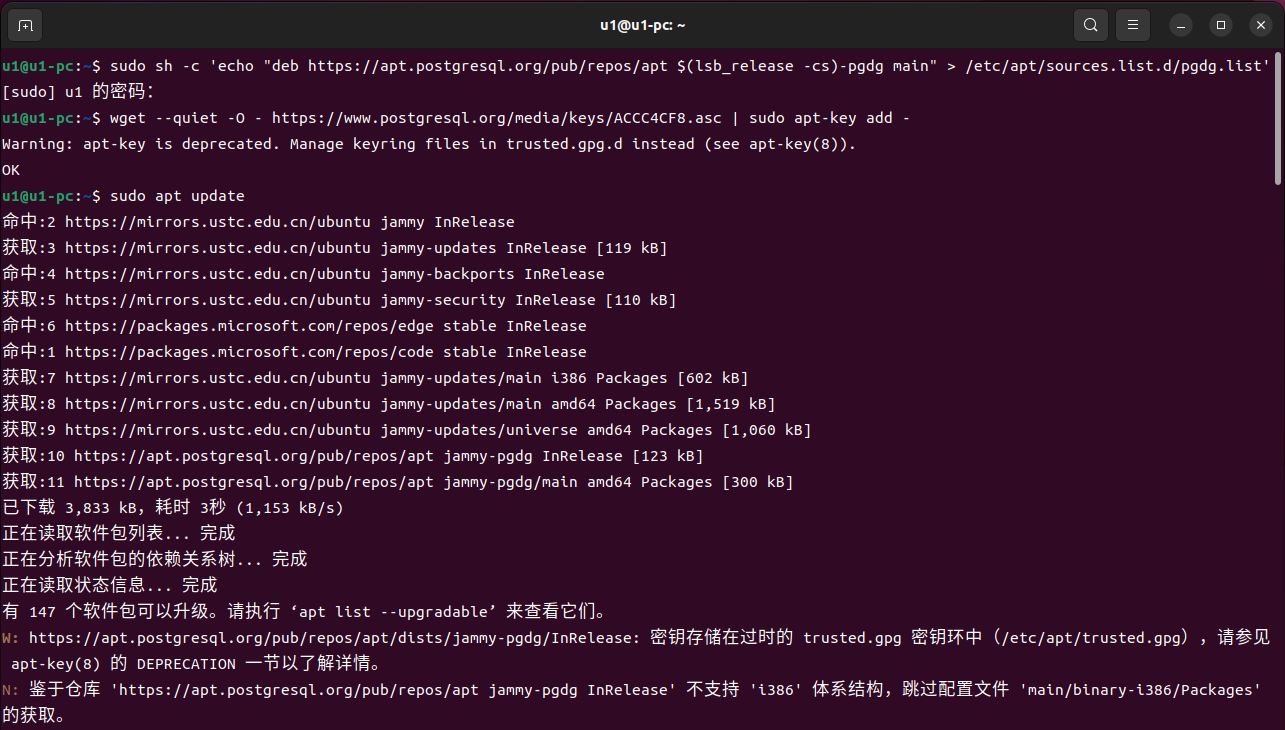 u1@u1-pc: ~
u1@u1-pc:~$ sudo sh -c 'echo "deb https://apt.postgresql.org/pub/repos/apt $(lsb_release -cs)-pgdg main" > /etc/apt/sources.list.d/pgdg.list'
[sudo] u1 的密码：
u1@u1-pc:~$ wget --quiet -O - https://www.postgresql.org/media/keys/ACCC4CF8.asc | sudo apt-key add -
Warning: apt-key is deprecated. Manage keyring files in trusted.gpg.d instead (see apt-key(8)).
OK
u1@u1-pc:~$ sudo apt update
命中:2 https://mirrors.ustc.edu.cn/ubuntu jammy InRelease
获取:3 https://mirrors.ustc.edu.cn/ubuntu jammy-updates InRelease [119 kB]
命中:4 https://mirrors.ustc.edu.cn/ubuntu jammy-backports InRelease
获取:5 https://mirrors.ustc.edu.cn/ubuntu jammy-security InRelease [110 kB]
命中:6 https://packages.microsoft.com/repos/edge stable InRelease
命中:1 https://packages.microsoft.com/repos/code stable InRelease
获取:7 https://mirrors.ustc.edu.cn/ubuntu jammy-updates/main i386 Packages [602 kB]
获取:8 https://mirrors.ustc.edu.cn/ubuntu jammy-updates/main amd64 Packages [1,519 kB]
获取:9 https://mirrors.ustc.edu.cn/ubuntu jammy-updates/universe amd64 Packages [1,060 kB]
获取:10 https://apt.postgresql.org/pub/repos/apt jammy-pgdg InRelease [123 kB]
获取:11 https://apt.postgresql.org/pub/repos/apt jammy-pgdg/main amd64 Packages [300 kB]
已下载 3,833 kB，耗时 3秒 (1,153 kB/s)
正在读取软件包列表... 完成
正在分析软件包的依赖关系树... 完成
正在读取状态信息... 完成
有 147 个软件包可以升级。请执行 ‘apt list --upgradable’ 来查看它们。
W: https://apt.postgresql.org/pub/repos/apt/dists/jammy-pgdg/InRelease: 密钥存储在过时的 trusted.gpg 密钥环中（/etc/apt/trusted.gpg），请参见
apt-key(8) 的 DEPRECATION 一节以了解详情。
N: 鉴于仓库 'https://apt.postgresql.org/pub/repos/apt jammy-pgdg InRelease' 不支持 'i386' 体系结构，跳过配置文件 'main/binary-i386/Packages'
的获取。